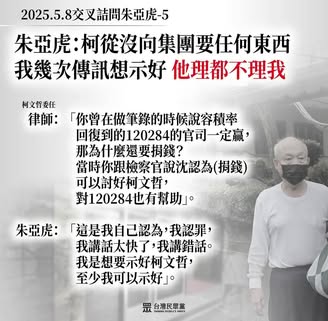 2025.5.8交叉詰問朱亞虎-5
朱亞虎:柯從沒向集團要任何東西
我幾次傳訊想示好 他理都不理我
柯文哲委任
律師:「你曾在做筆錄的時候說容積率
回復到的120284的官司一定贏,
那為什麼還要捐錢?
當時你跟檢察官說沈認為(捐錢)
可以討好柯文哲,
對120284也有幫助」。
朱亞虎:「這是我自己認為,我認罪,
我講話太快了,我講錯話。
我是想要示好柯文哲,
至少我可以示好」。
台灣民眾黨